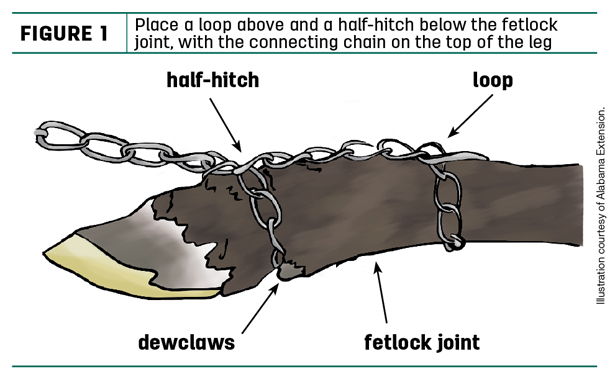 FIGURE 1
Place a loop above and a half-hitch below the fetlock
joint, with the connecting chain on the top of the leg
half-hitch
loop
dewclaws
fetlock joint
Illustration courtesy of Alabama Extension.